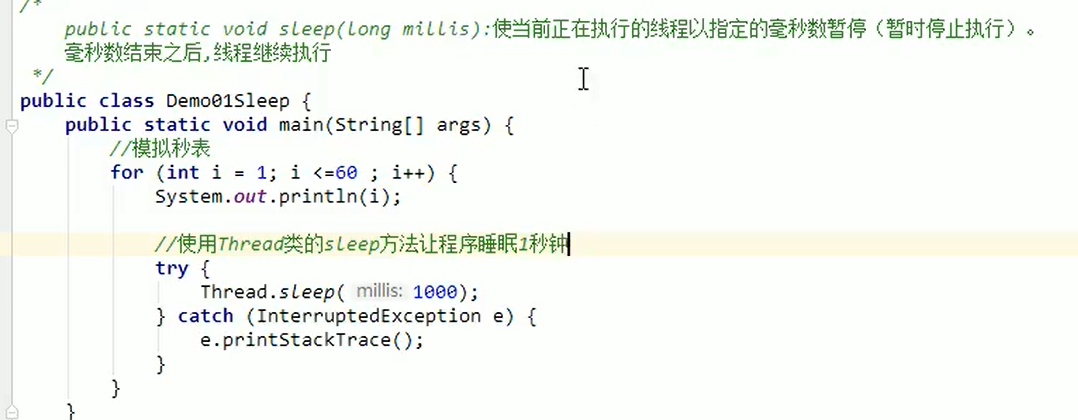 /*
public static void sleep(long millis):使当前正在执行的线程以指定的毫秒数暂停（暂时停止执行）。
毫秒数结束之后,线程继续执行
*/
public class Demo01Sleep {
public static void main(String[] args) {
//模拟秒表
for (int i = 1; i <=60 ; i++) {
System.out.println(i);
//使用Thread类的sleep方法让程序睡眠1秒钟
try {
Thread.sleep( millis: 1000);
} catch (InterruptedException e) {
e.printStackTrace();
}
}
}